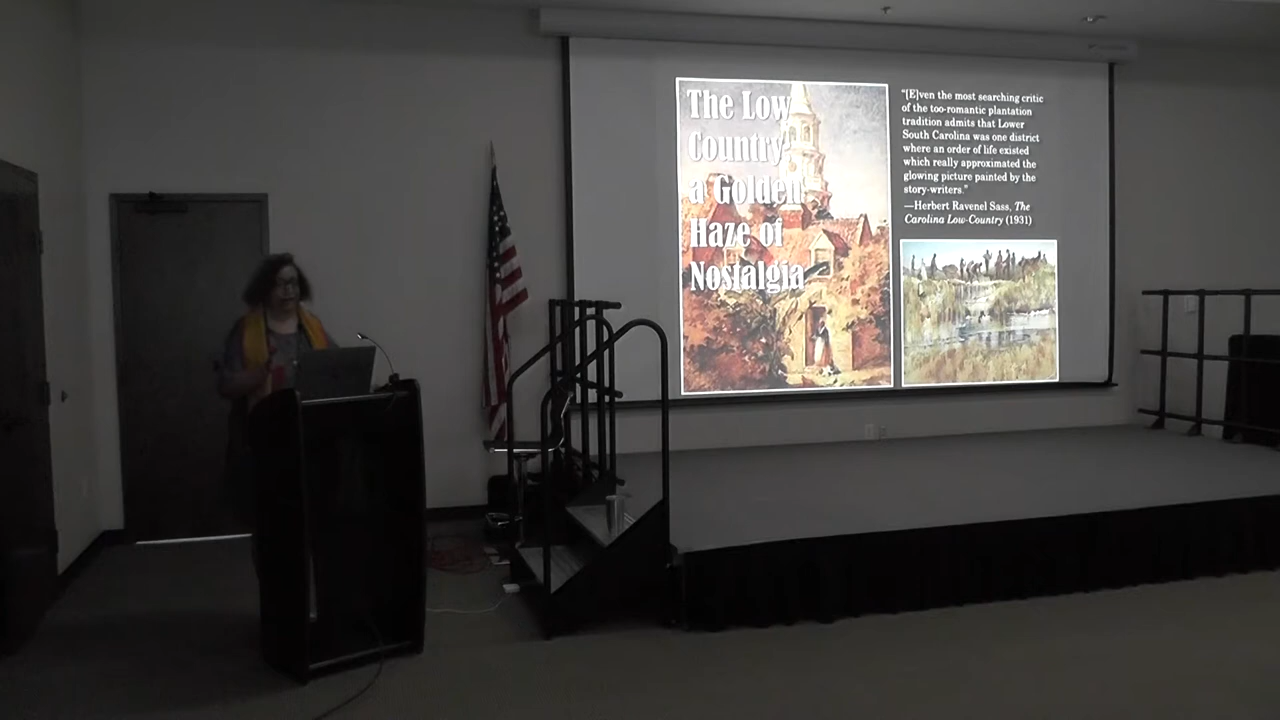 The Low
Country:
a Golden
Haze of
Nostalgia
"[E]ven the most searching critic
of the too-romantic plantation
tradition admits that Lower
South Carolina was one district
where an order of life existed
which really approximated the
glowing picture painted by the
story-writers."
—Herbert Ravenel Sass, The
Carolina Low-Country (1931)